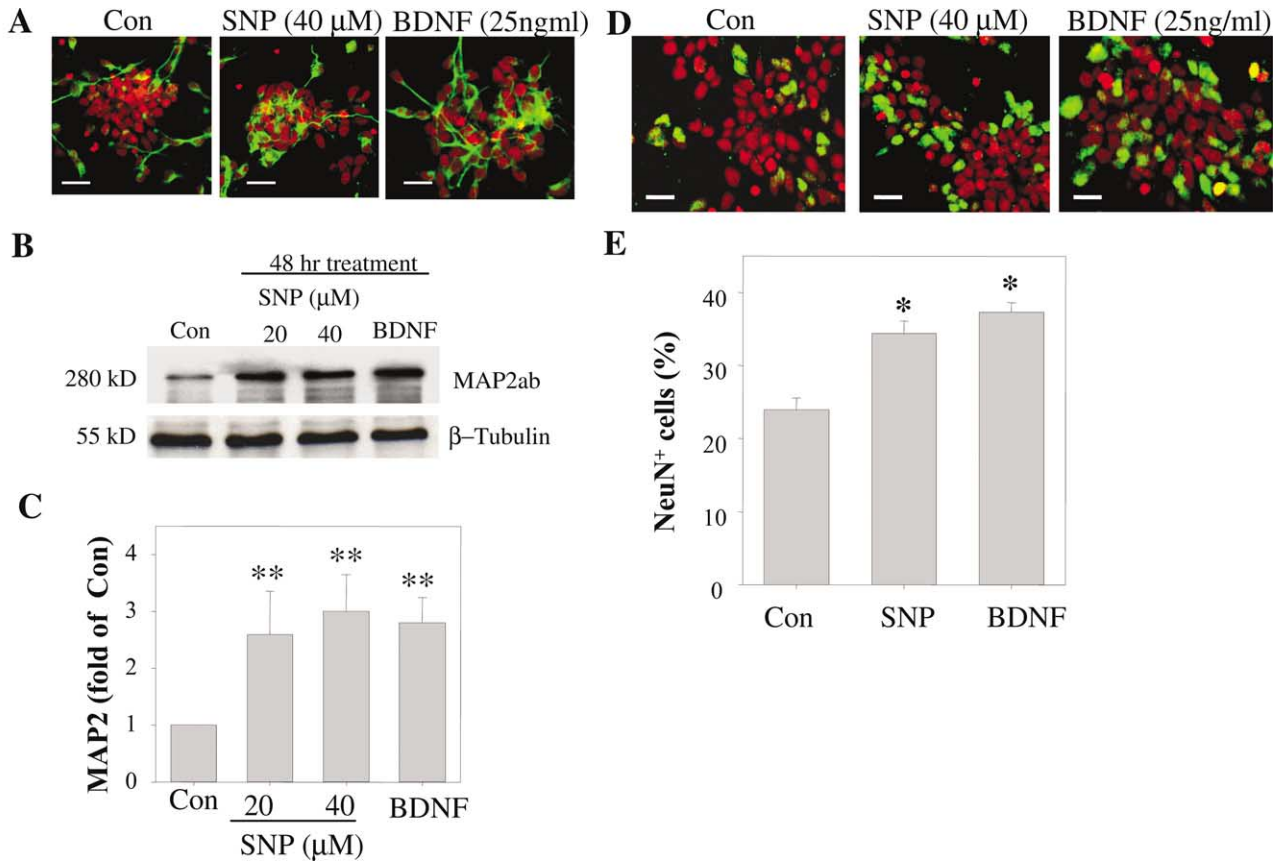 A
Con
SNP (40 μM)
BDNF (25ngml)
B
48 hr treatment
SNP (μM)
Con
20
40
BDNF
280 kD
MAP2ab
55 kD
β–Tubulin
C
MAP2 (fold of Con)
4
3
2
1
0
**
**
**
Con
20
40
BDNF
SNP (μM)
D
Con
SNP (40 μM)
BDNF (25ng/ml)
E
NeuN+ cells (%)
40
30
20
10
0
*
*
Con
SNP
BDNF